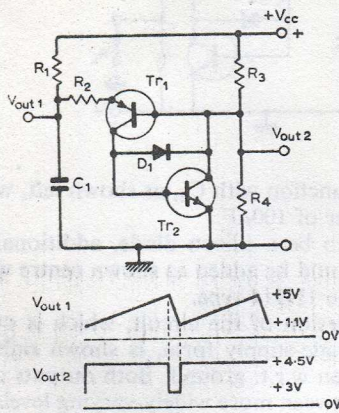 +Vcc
+
R1
R2
Tr1
R3
Vout 1
D1
Vout 2
C1
Tr2
R4
Vout 1
+5V
+1·1V
0V
Vout 2
+4·5V
+3V
0V